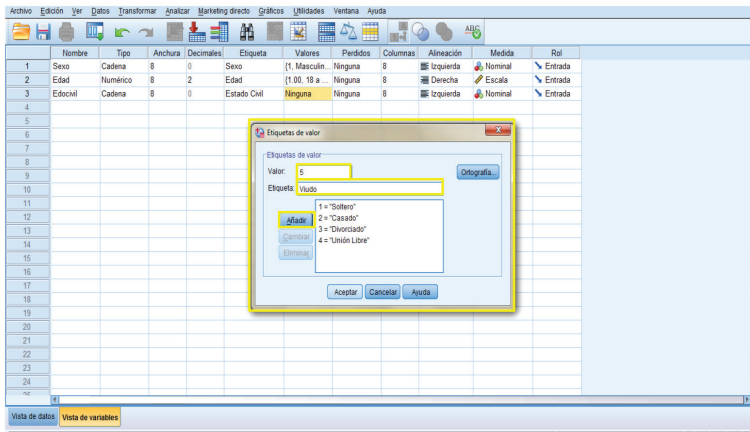 Archivo Edición Ver Datos Transformar Analizar Marketing directo Gráficos Utilidades Ventana Ayuda
ABC
Nombre Tipo Anchura Decimales Etiqueta Valores Perdidos Columnas Alineación Medida Rol
1 Sexo Cadena 8 0 Sexo {1, Masculin... Ninguna 8 Izquierda Nominal Entrada
2 Edad Numérico 8 2 Edad {1.00, 18 a ... Ninguna 8 Derecha Escala Entrada
3 Edocivil Cadena 8 0 Estado Civil Ninguna Ninguna 8 Izquierda Nominal Entrada
4
5
6
7
8
9
10
11
12
13
14
15
16
17
18
19
20
21
22
23
24
25
Etiquetas de valor
Etiquetas de valor
Valor: 5
Ortografía...
Etiqueta: Viudo
Añadir
Cambiar
Eliminar
1 = "Soltero"
2 = "Casado"
3 = "Divorciado"
4 = "Unión Libre"
Aceptar Cancelar Ayuda
Vista de datos Vista de variables